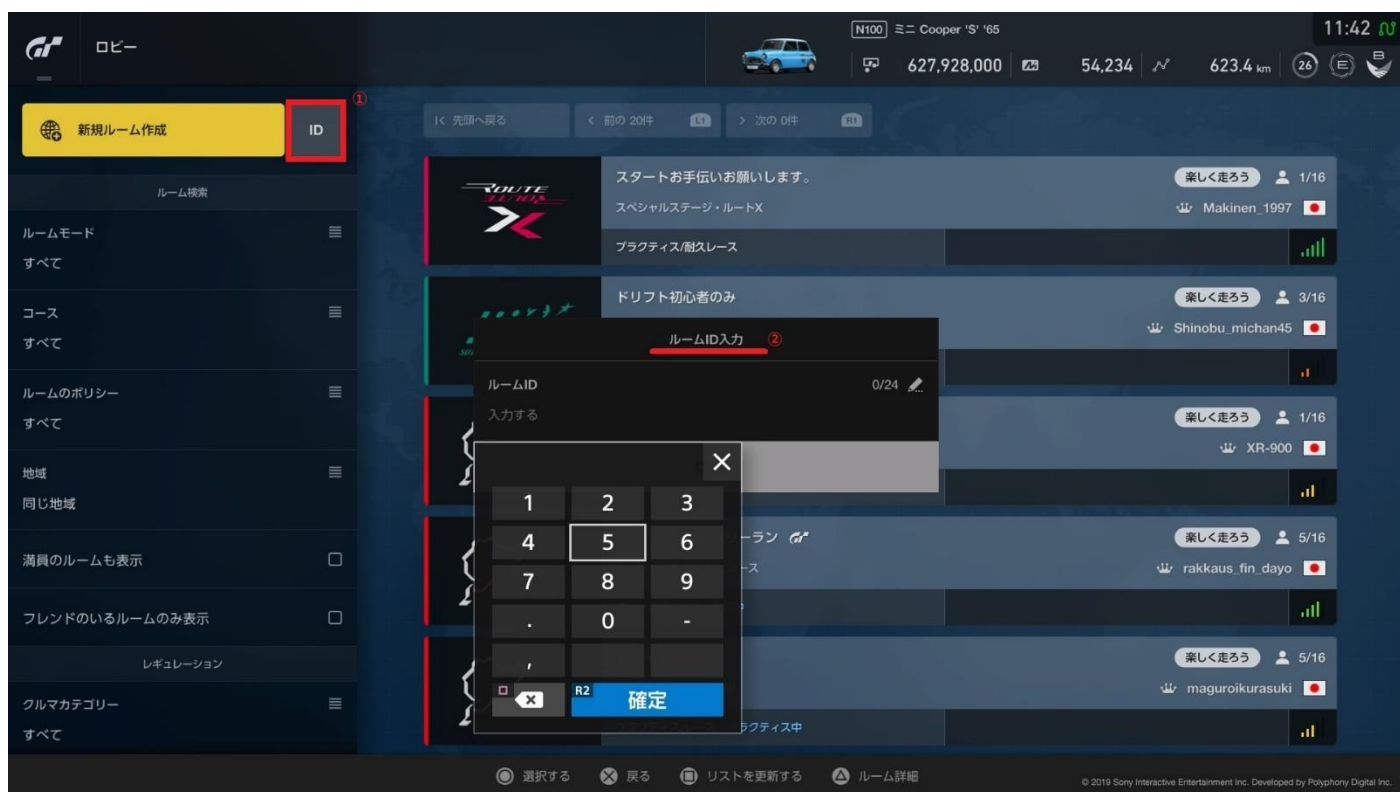 ロビー
N100 ミニ Cooper 'S' '65
11:42
627,928,000
54,234
623.4 km
26
E
B
①
新規ルーム作成
ID
ルーム検索
ルームモード
すべて
コース
すべて
ルームのポリシー
すべて
地域
同じ地域
満員のルームも表示
フレンドのいるルームのみ表示
レギュレーション
クルマカテゴリー
すべて
先頭へ戻る
前の 20件 L1
次の 0件 R1
ROUTE
X
スタートお手伝いお願いします。
楽しく走ろう 1/16
スペシャルステージ・ルートX
Makinen_1997
プラクティス/耐久レース
ドリフト初心者のみ
楽しく走ろう 3/16
Shinobu_michan45
楽しく走ろう 1/16
XR-900
ーラン
楽しく走ろう 5/16
ース
rakkaus_fin_dayo
楽しく走ろう 5/16
maguroikurasuki
ラクティス中
ルームID入力 ②
ルームID 0/24
入力する
1 2 3
4 5 6
7 8 9
. 0 -
,
R2 確定
選択する 戻る リストを更新する ルーム詳細
© 2019 Sony Interactive Entertainment Inc. Developed by Polyphony Digital Inc.